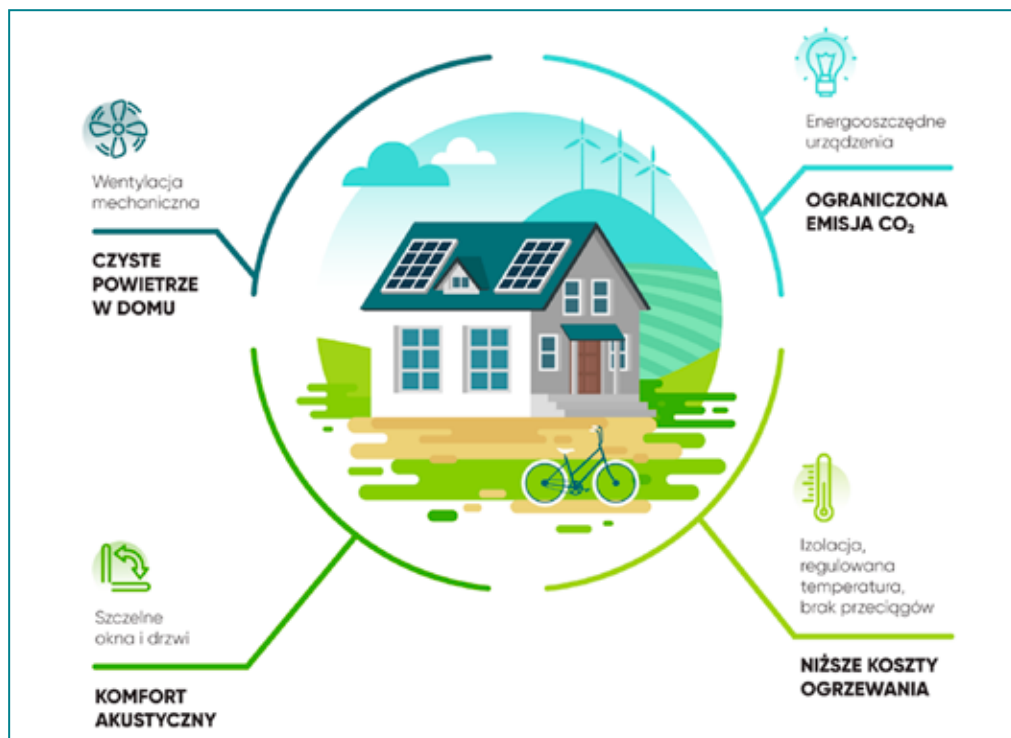 Wentylacja
mechaniczna
CZYSTE
POWIETRZE
W DOMU
Energooszczędne
urządzenia
OGRANICZONA
EMISJA CO₂
Szczelne
okna i drzwi
KOMFORT
AKUSTYCZNY
Izolacja,
regulowana
temperatura,
brak przeciągów
NIŻSZE KOSZTY
OGRZEWANIA